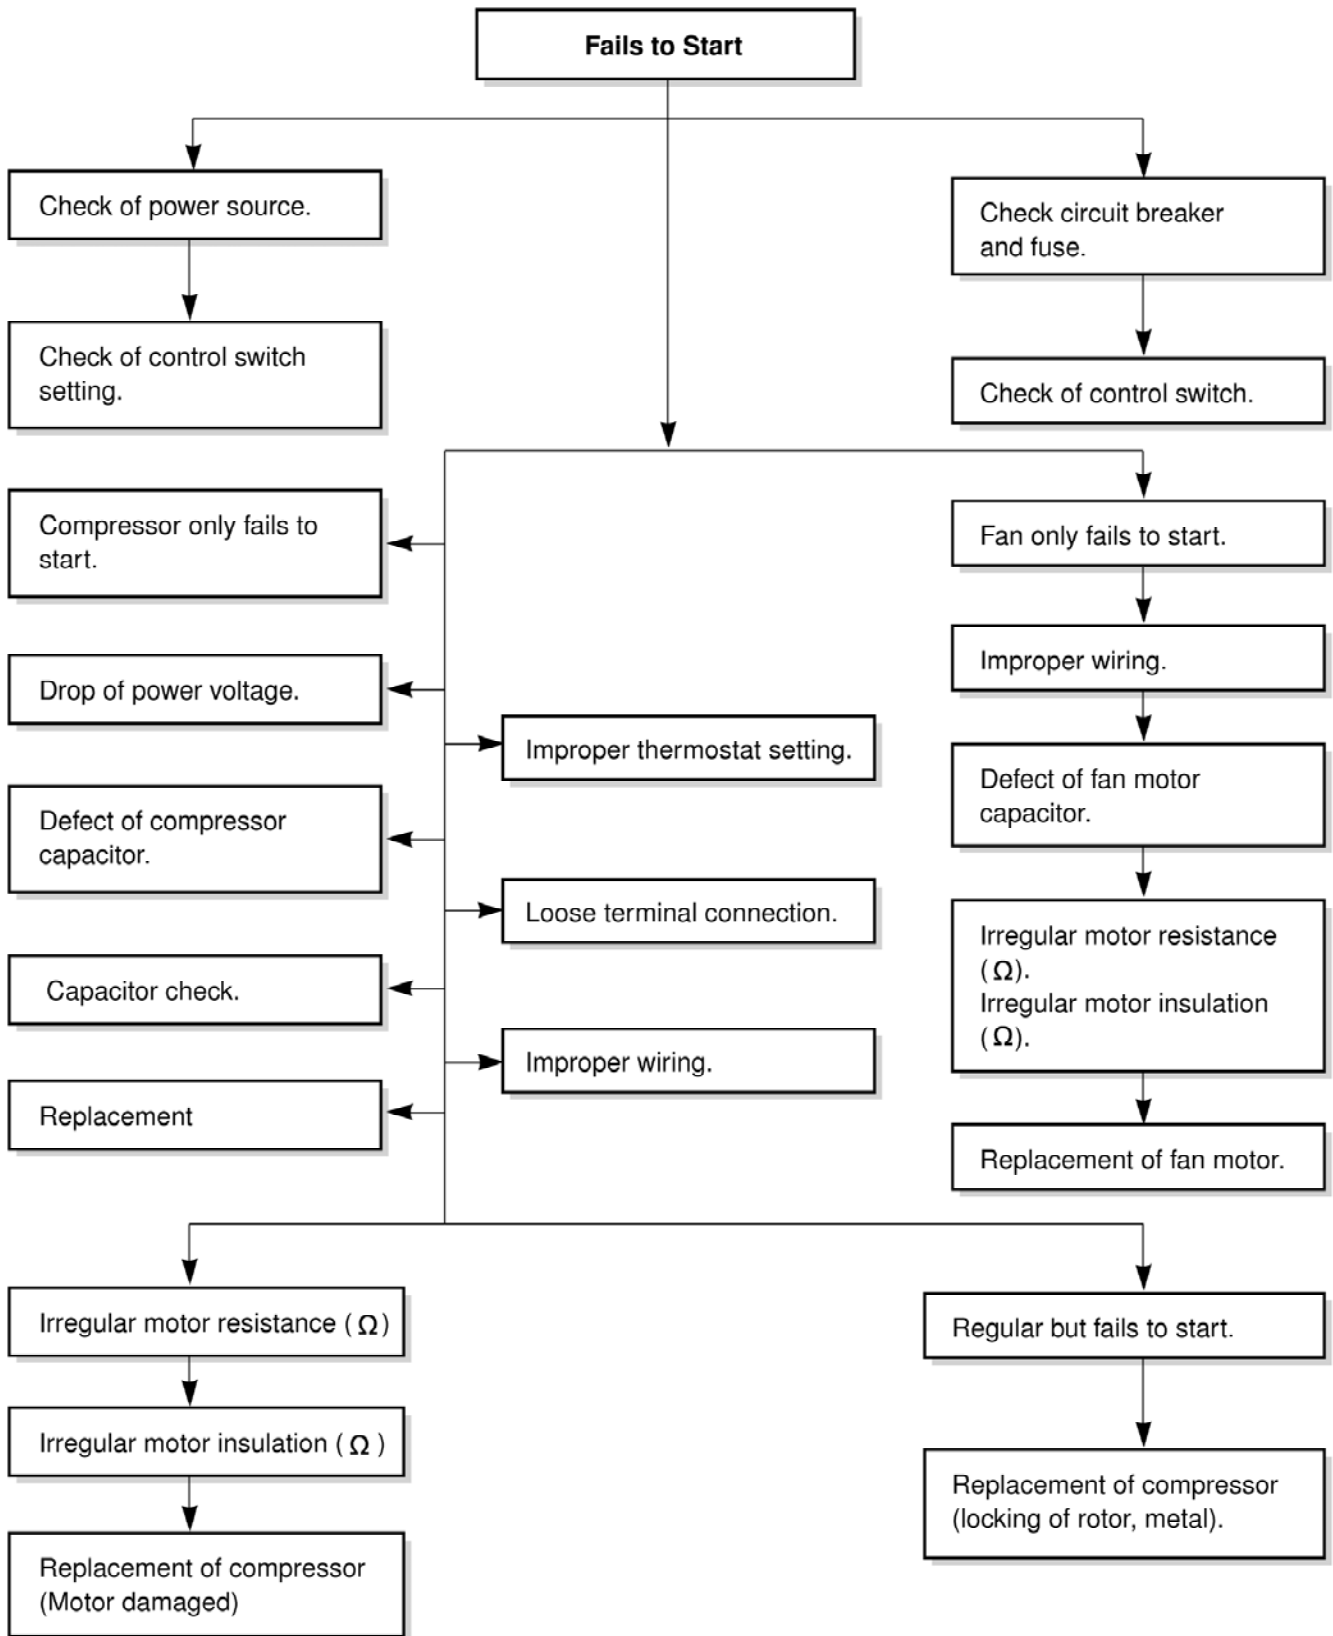 Fails to Start
Check of power source.
Check circuit breaker
and fuse.
Check of control switch
setting.
Check of control switch.
Compressor only fails to
start.
Fan only fails to start.
Improper wiring.
Drop of power voltage.
Improper thermostat setting.
Defect of fan motor
capacitor.
Defect of compressor
capacitor.
Loose terminal connection.
Irregular motor resistance
(Ω).
Irregular motor insulation
(Ω).
Capacitor check.
Improper wiring.
Replacement
Replacement of fan motor.
Irregular motor resistance (Ω)
Regular but fails to start.
Irregular motor insulation (Ω )
Replacement of compressor
(locking of rotor, metal).
Replacement of compressor
(Motor damaged)